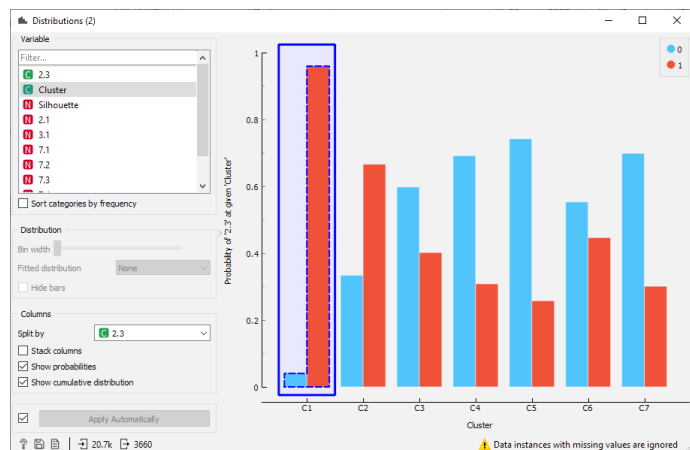 Distributions (2)
Variable
Filter...
C 2.3
C Cluster
N Silhouette
N 2.1
N 3.1
N 7.1
N 7.2
N 7.3
Sort categories by frequency
Distribution
Bin width
Fitted distribution None
Hide bars
Columns
Split by C 2.3
Stack columns
Show probabilities
Show cumulative distribution
Apply Automatically
? 20.7k 3660
Probability of '2.3' at given 'Cluster'
1
0.8
0.6
0.4
0.2
0
C1 C2 C3 C4 C5 C6 C7
Cluster
0
1
Data instances with missing values are ignored